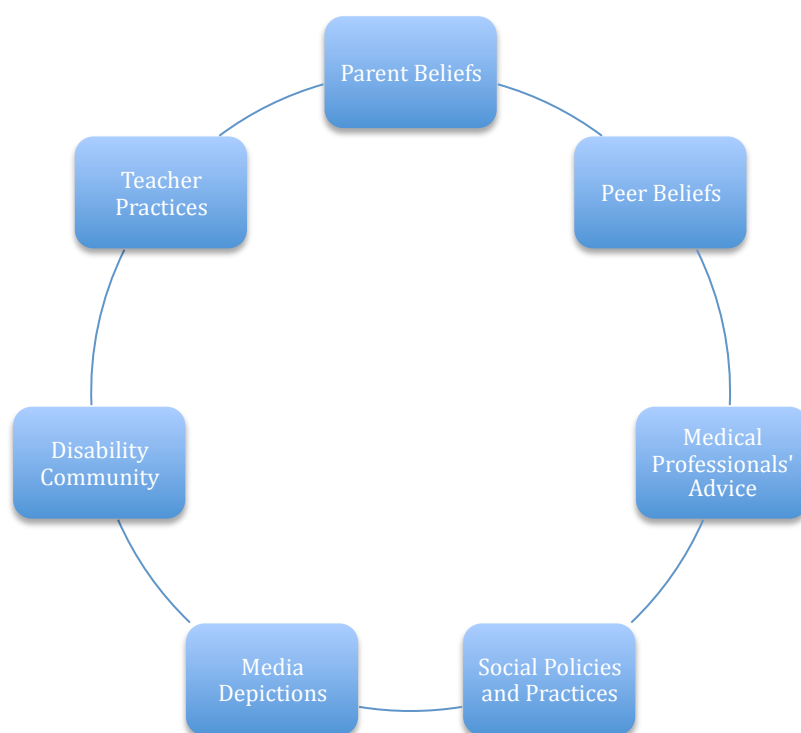 Parent Beliefs
Peer Beliefs
Medical
Professionals'
Advice
Social Policies
and Practices
Media
Depictions
Disability
Community
Teacher
Practices